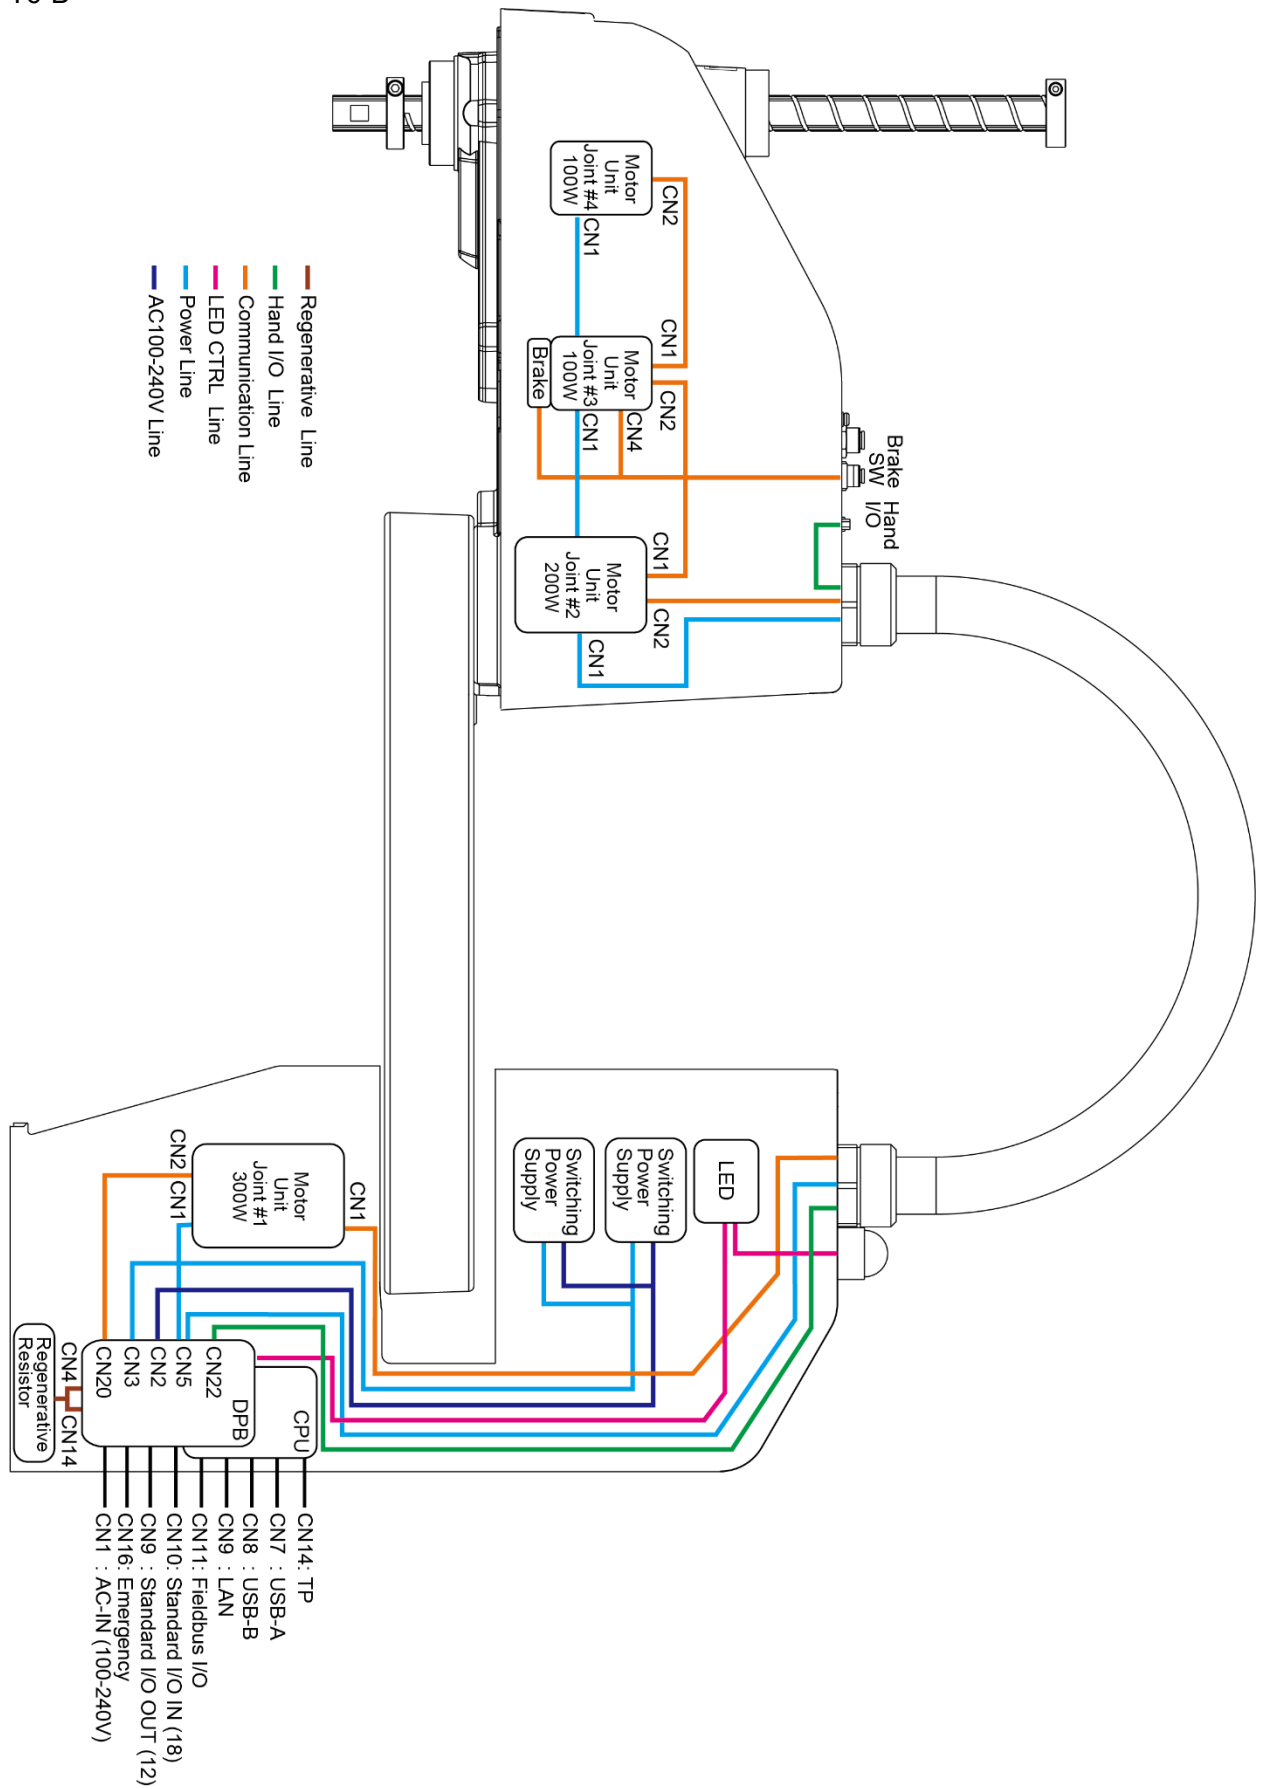 Motor
Unit
Joint #4
100W
CN2
CN1
Motor
Unit
Joint #3
100W
Brake
CN1
CN2
CN4
CN1
Brake
SW
Hand
I/O
Motor
Unit
Joint #2
200W
CN1
CN2
CN1
Regenerative Line
Hand I/O Line
Communication Line
LED CTRL Line
Power Line
AC100-240V Line
LED
Switching
Power
Supply
Switching
Power
Supply
Motor
Unit
Joint #1
300W
CN1
CN2
CN1
CPU
DPB
CN22
CN5
CN2
CN3
CN20
CN4
CN14
Regenerative
Resistor
CN14: TP
CN7 : USB-A
CN8 : USB-B
CN9 : LAN
CN11: Fieldbus I/O
CN10: Standard I/O IN (18)
CN9 : Standard I/O OUT (12)
CN16: Emergency
CN1 : AC-IN (100-240V)